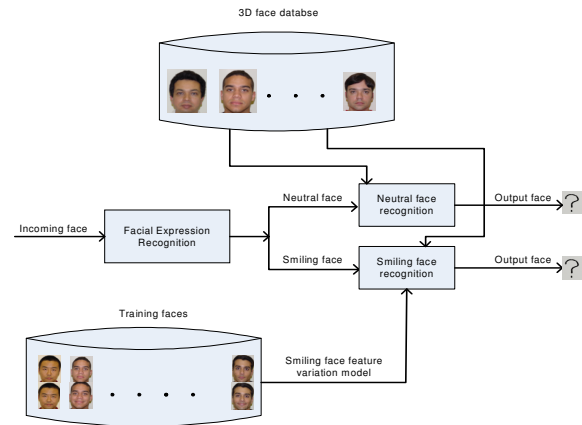 3D face databse
Neutral face
Neutral face
recognition
Output face
?
Incoming face
Facial Expression
Recognition
Smiling face
Smiling face
recognition
Output face
?
Training faces
Smiling face feature
variation model